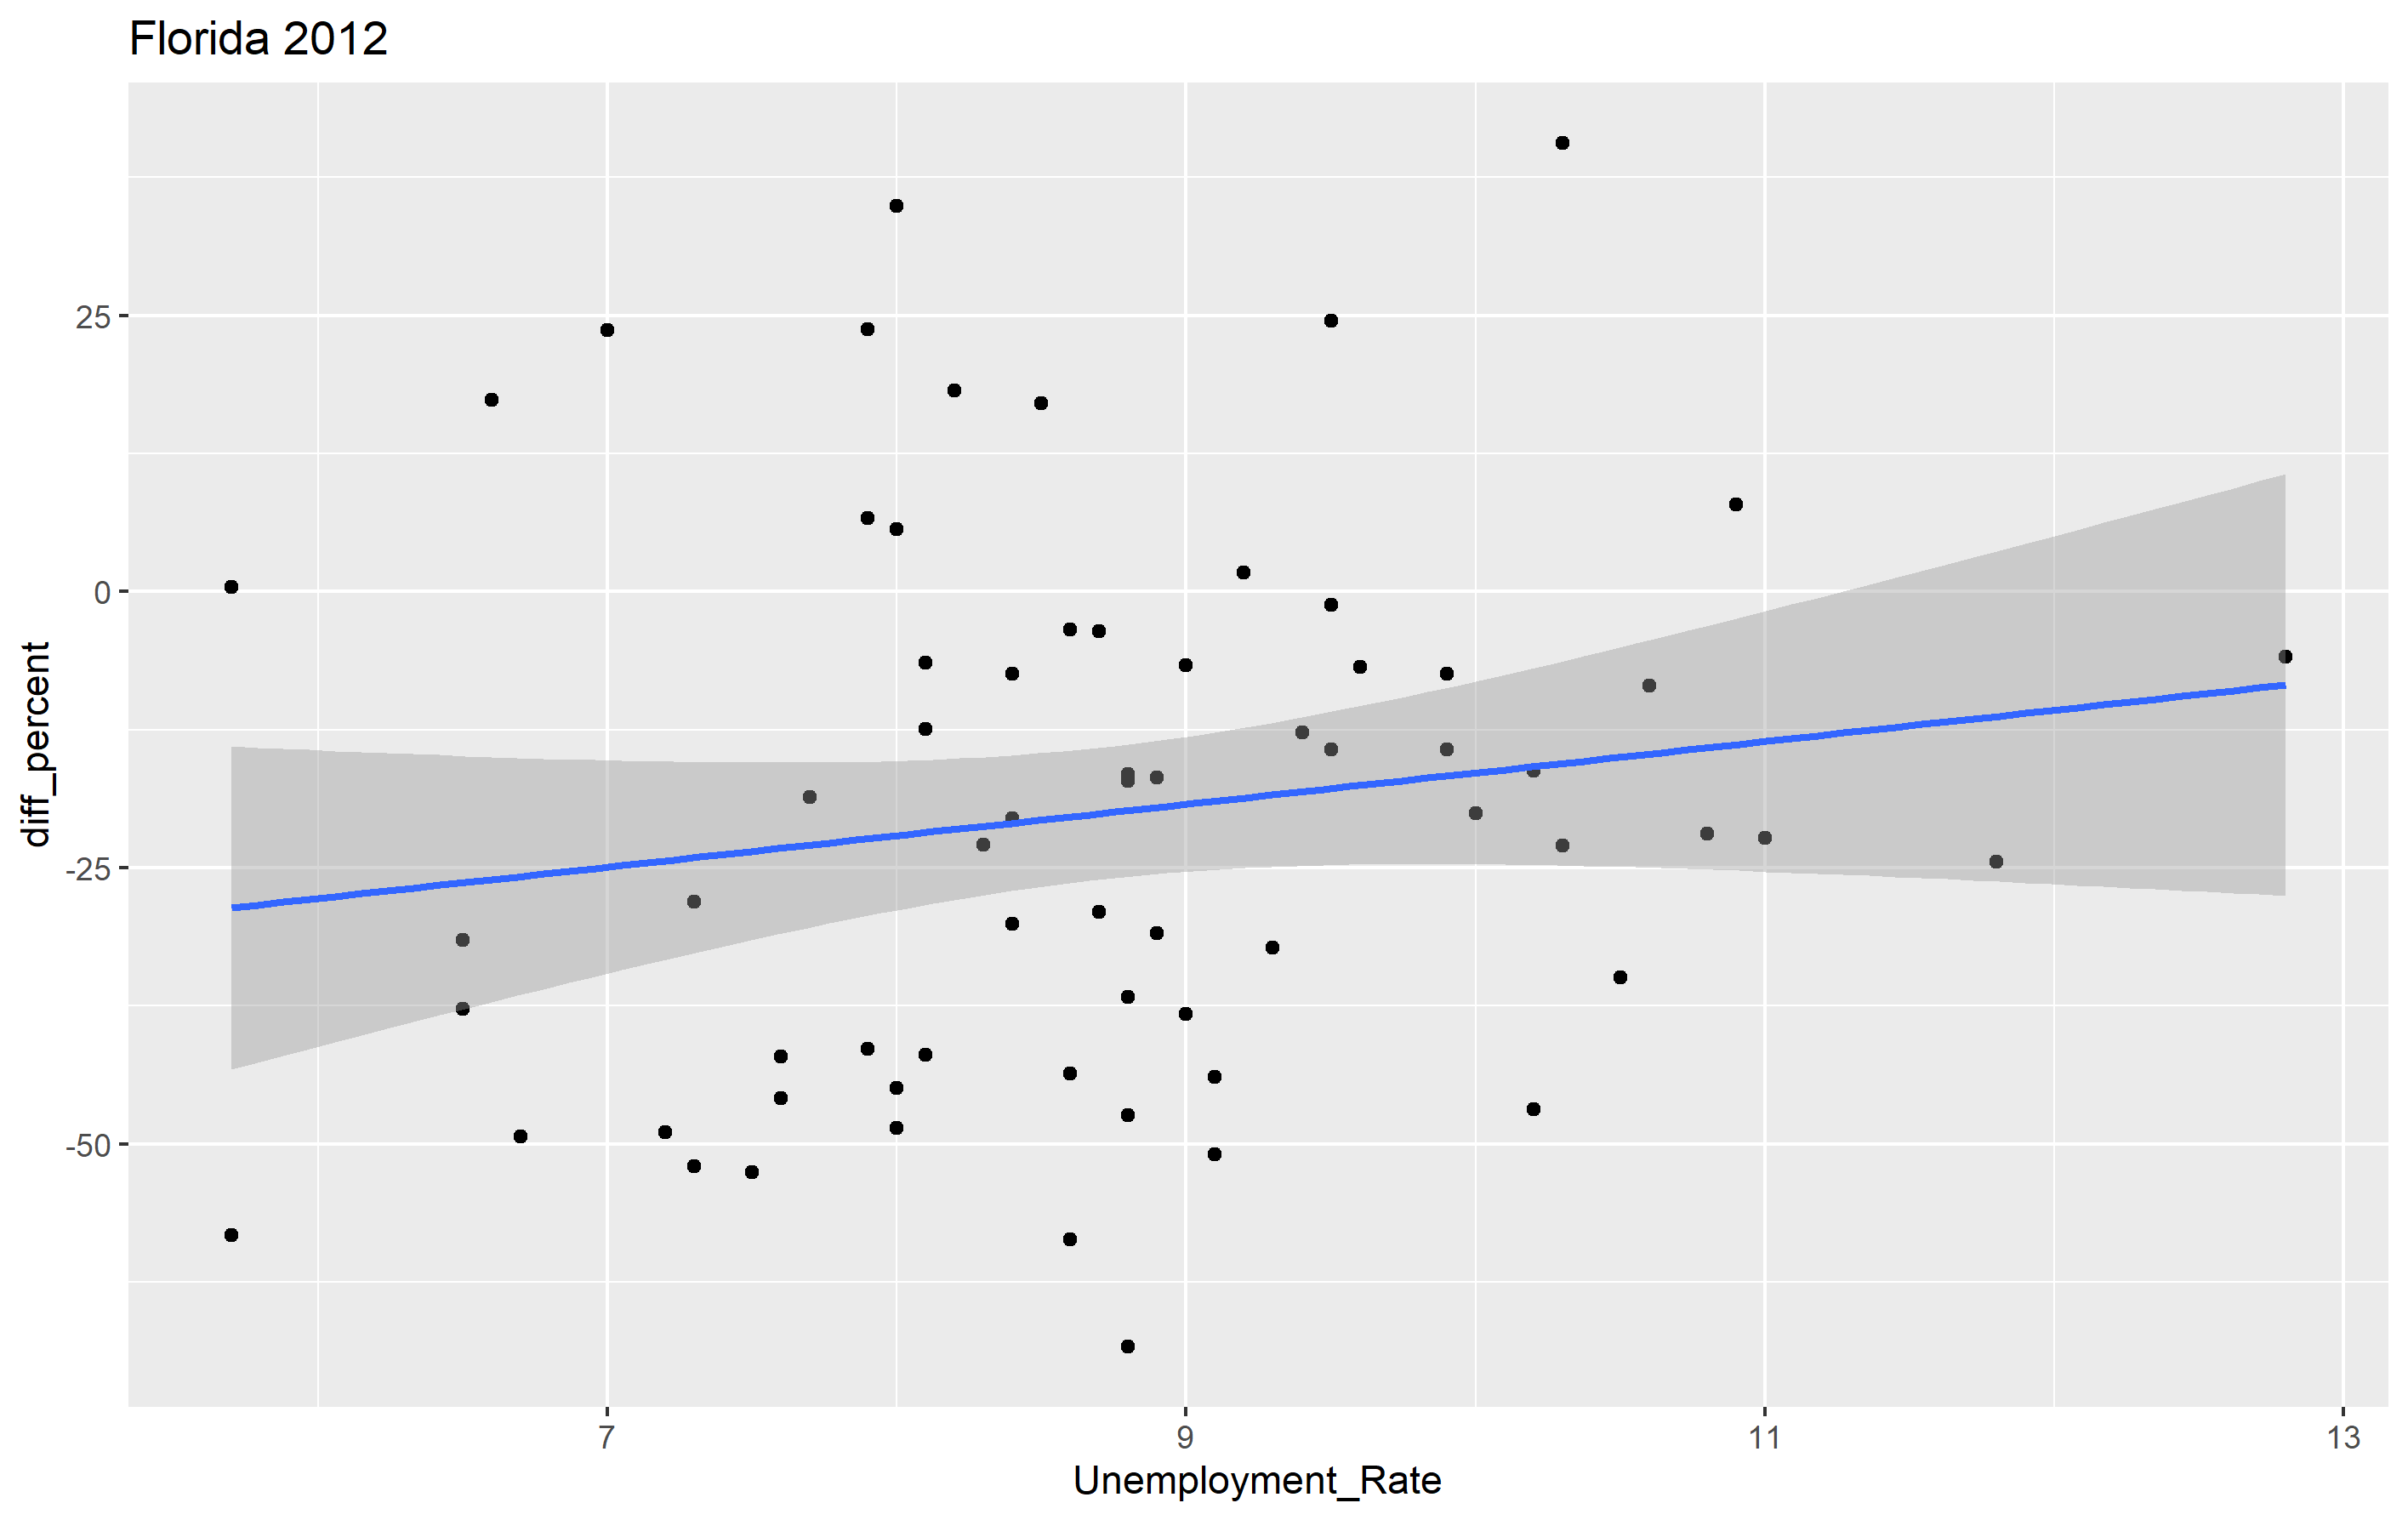 Florida 2012
25
0
-25
-50
diff_percent
7 9 11 13
Unemployment_Rate